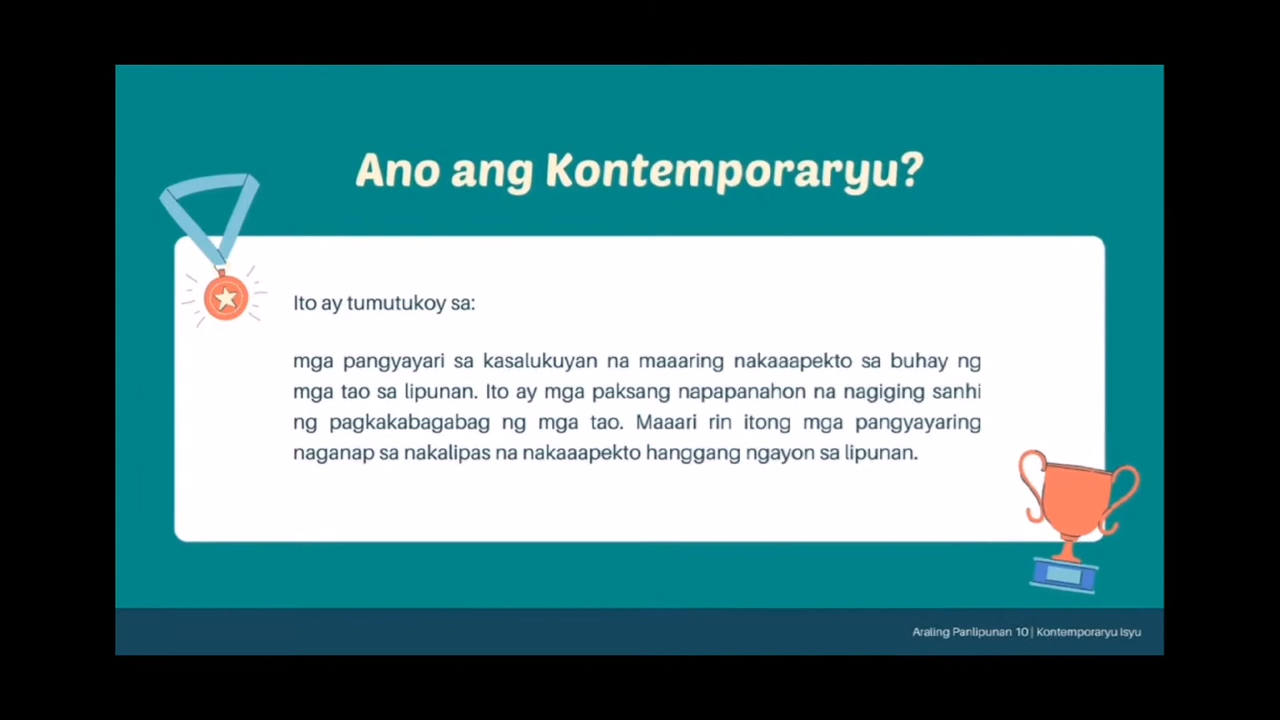 Ano ang Kontemporaryu?
Ito ay tumutukoy sa:
mga pangyayari sa kasalukuyan na maaaring nakaaapekto sa buhay ng
mga tao sa lipunan. Ito ay mga paksang napapanahon na nagiging sanhi
ng pagkakabagabag ng mga tao. Maaari rin itong mga pangyayaring
naganap sa nakalipas na nakaaapekto hanggang ngayon sa lipunan.
Araling Panlipunan 10 | Kontemporaryu Isyu